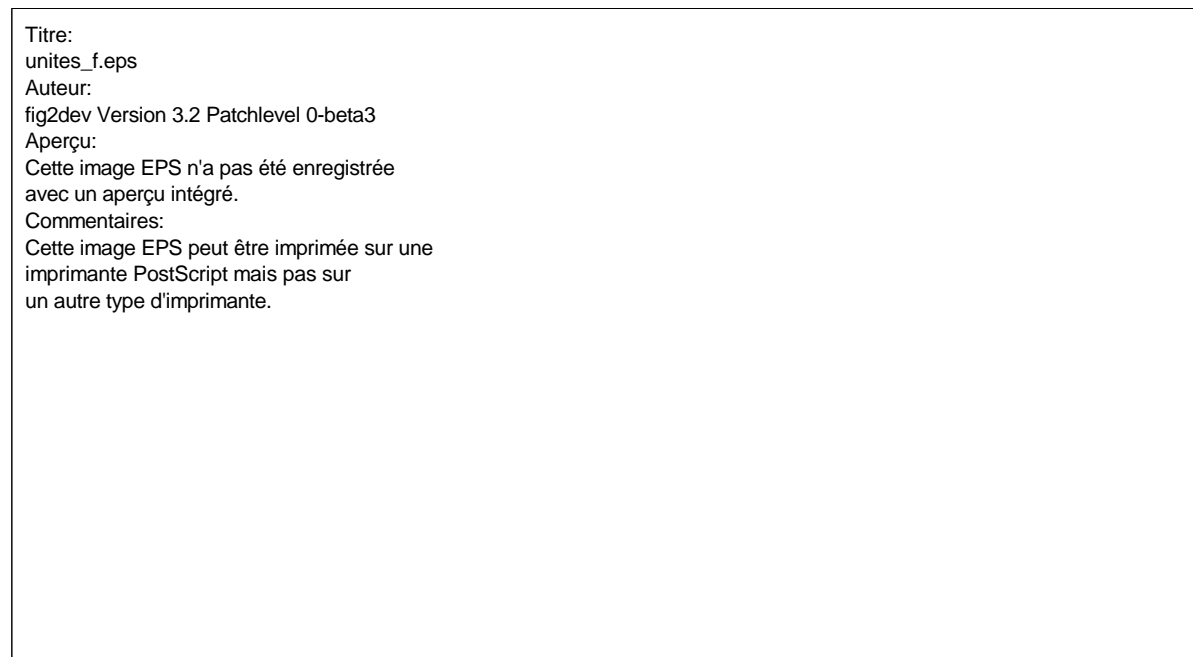 Titre:
unites_f.eps
Auteur:
fig2dev Version 3.2 Patchlevel 0-beta3
Aperçu:
Cette image EPS n'a pas été enregistrée
avec un aperçu intégré.
Commentaires:
Cette image EPS peut être imprimée sur une
imprimante PostScript mais pas sur
un autre type d'imprimante.